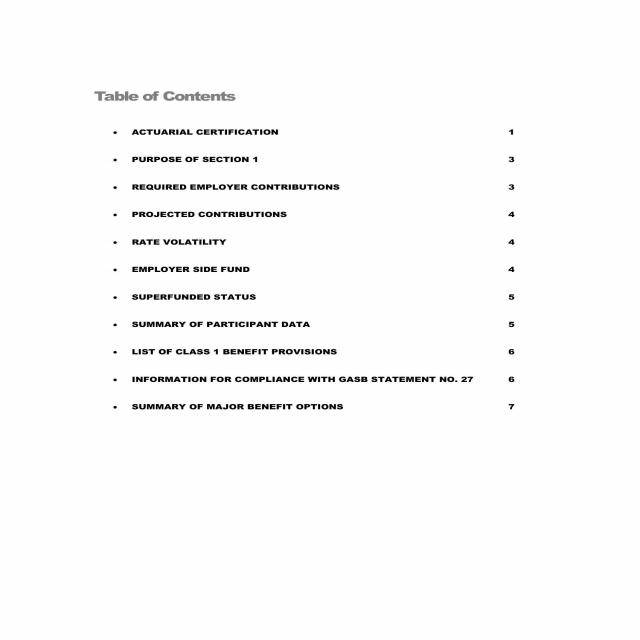 Table of Contents
• ACTUARIAL CERTIFICATION 1
• PURPOSE OF SECTION 1 3
• REQUIRED EMPLOYER CONTRIBUTIONS 3
• PROJECTED CONTRIBUTIONS 4
• RATE VOLATILITY 4
• EMPLOYER SIDE FUND 4
• SUPERFUNDED STATUS 5
• SUMMARY OF PARTICIPANT DATA 5
• LIST OF CLASS 1 BENEFIT PROVISIONS 6
• INFORMATION FOR COMPLIANCE WITH GASB STATEMENT NO. 27 6
• SUMMARY OF MAJOR BENEFIT OPTIONS 7